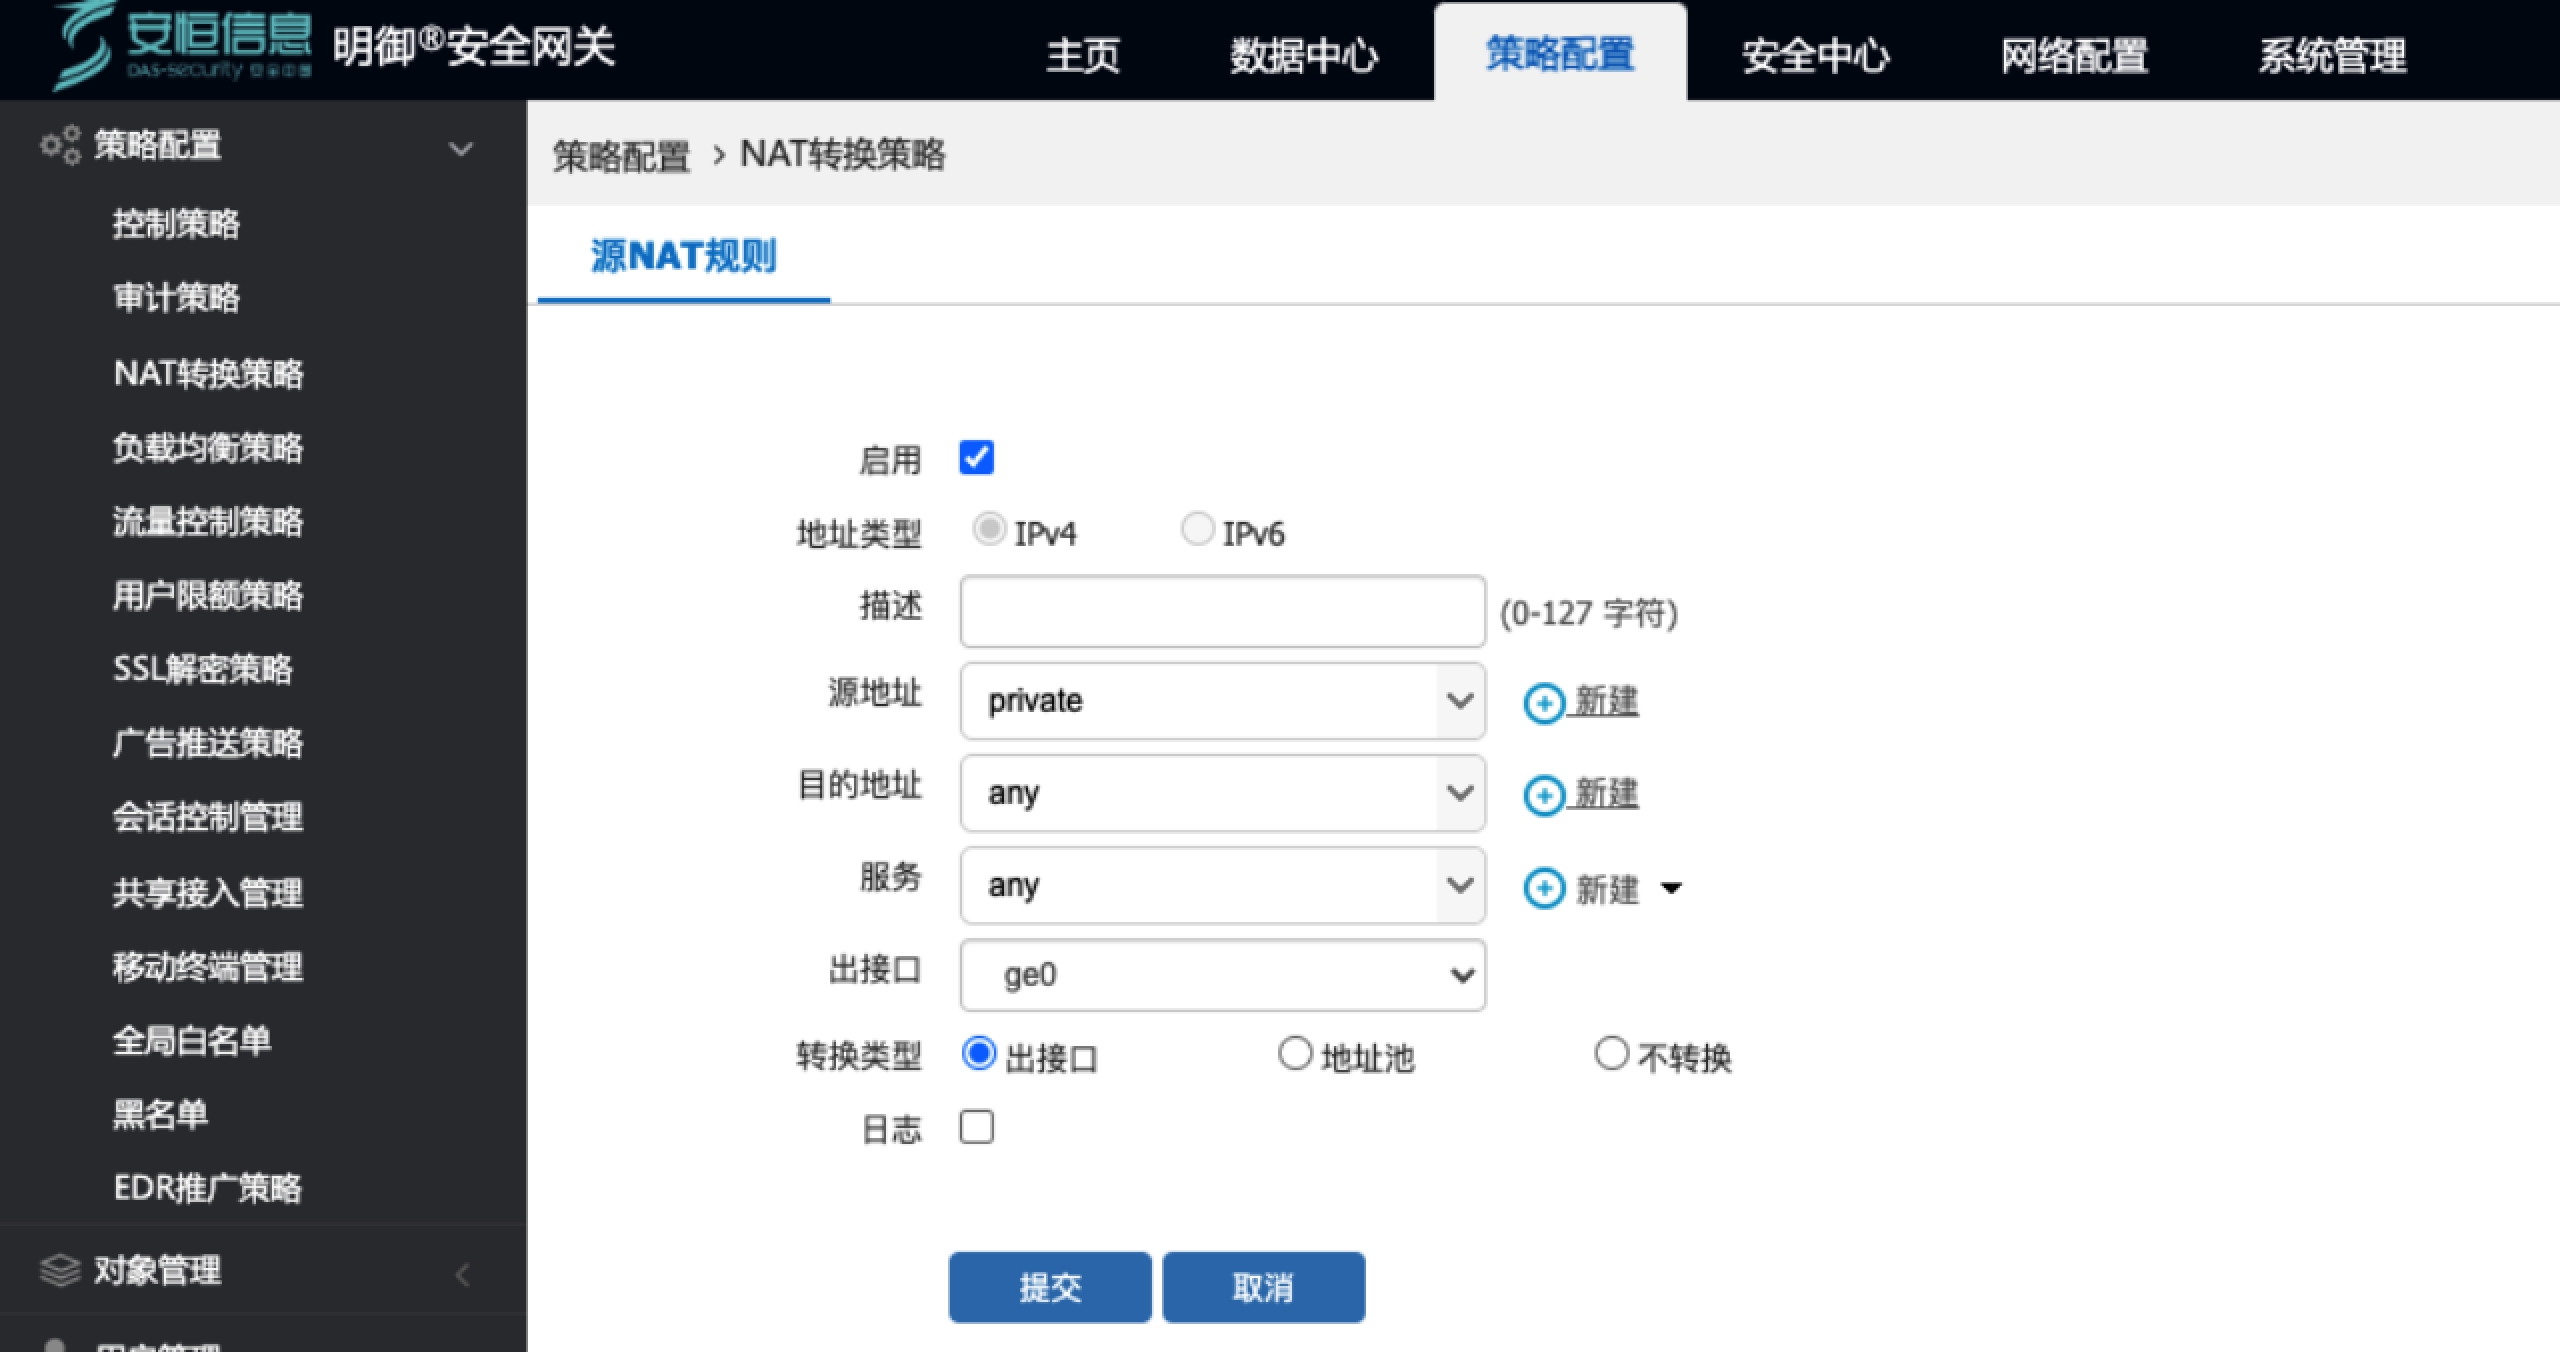 安恒信息
DAS-security 安全中国
明御®安全网关
主页
数据中心
策略配置
安全中心
网络配置
系统管理
策略配置
控制策略
审计策略
NAT转换策略
负载均衡策略
流量控制策略
用户限额策略
SSL解密策略
广告推送策略
会话控制管理
共享接入管理
移动终端管理
全局白名单
黑名单
EDR推广策略
对象管理
用户管理
策略配置 > NAT转换策略
源NAT规则
启用
地址类型 IPv4 IPv6
描述 (0-127 字符)
源地址 private 新建
目的地址 any 新建
服务 any 新建
出接口 ge0
转换类型 出接口 地址池 不转换
日志
提交 取消